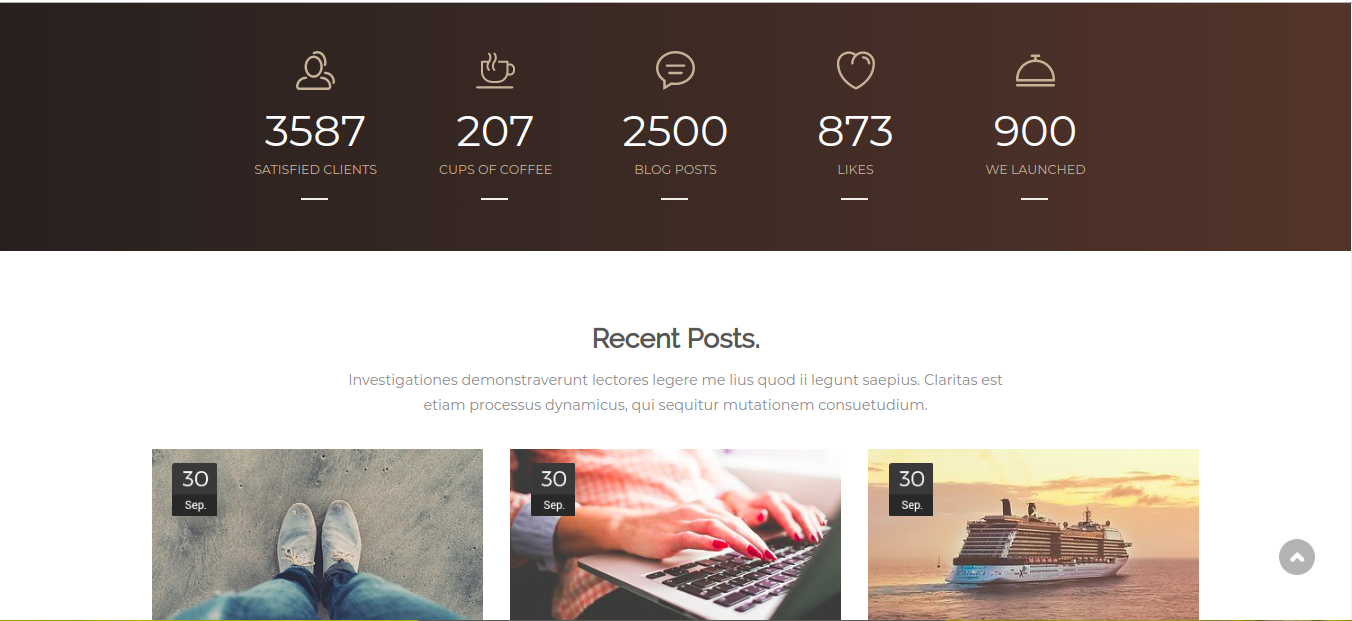 3587 207 2500 873 900
SATISFIED CLIENTS CUPS OF COFFEE BLOG POSTS LIKES WE LAUNCHED
Recent Posts.
Investigationes demonstraverunt lectores legere me lius quod ii legunt saepius. Claritas est
etiam processus dynamicus, qui sequitur mutationem consuetudium.
30 30 30
Sep. Sep. Sep.